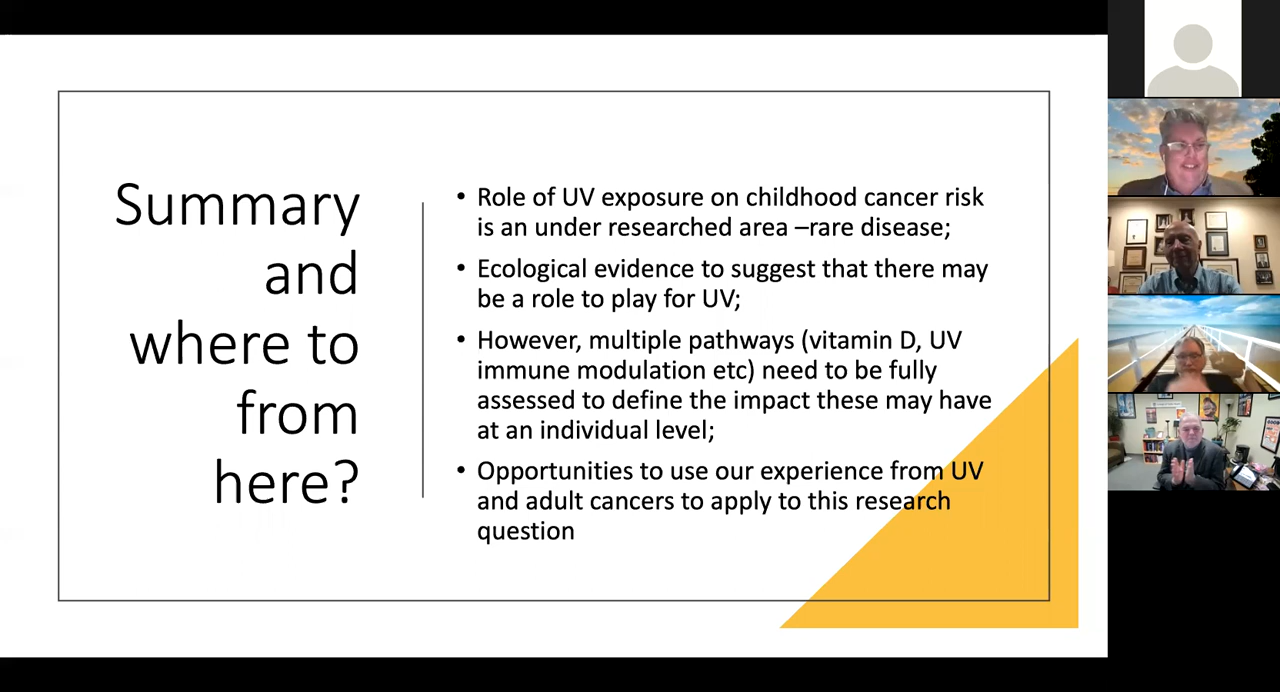 Summary
and
where to
from
here?
• Role of UV exposure on childhood cancer risk
is an under researched area –rare disease;
• Ecological evidence to suggest that there may
be a role to play for UV;
• However, multiple pathways (vitamin D, UV
immune modulation etc) need to be fully
assessed to define the impact these may have
at an individual level;
• Opportunities to use our experience from UV
and adult cancers to apply to this research
question